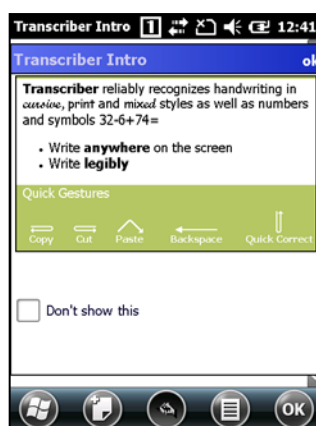 Transcriber Intro 1 12:41
Transcriber Intro ok
Transcriber reliably recognizes handwriting in
cursive, print and mixed styles as well as numbers
and symbols 32-6+74=
• Write anywhere on the screen
• Write legibly
Quick Gestures
Copy Cut Paste Backspace Quick Correct
Don't show this
OK